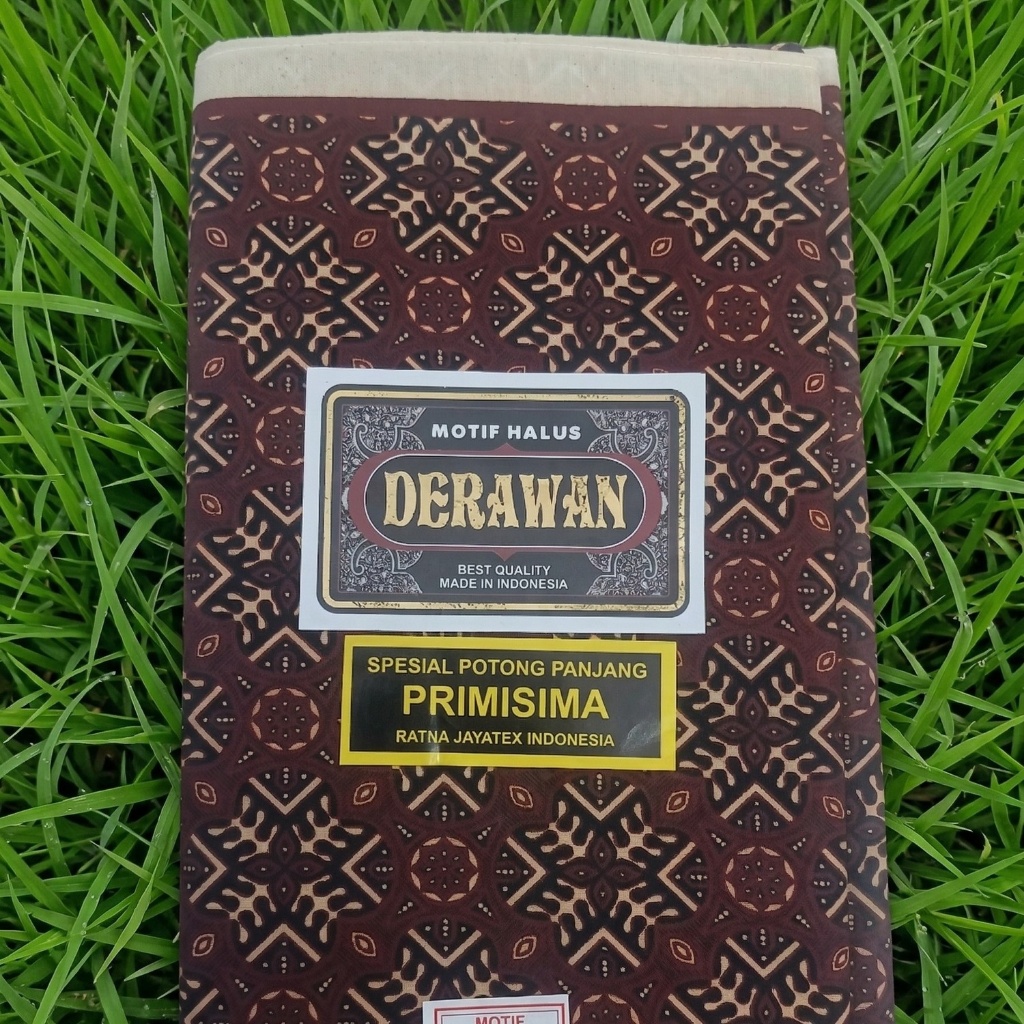 MOTIF HALUS
DERAWAN
BEST QUALITY
MADE IN INDONESIA
SPESIAL POTONG PANJANG
PRIMISIMA
RATNA JAYATEX INDONESIA
MOTIF